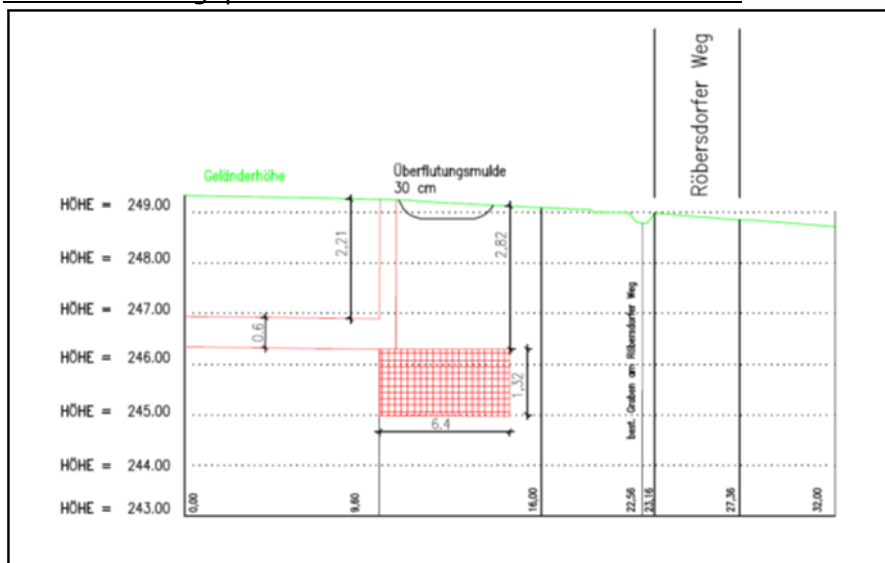 Röbersdorfer Weg
Geländerhöhe
Überflutungsmulde
30 cm
HÖHE = 249.00
HÖHE = 248.00
HÖHE = 247.00
HÖHE = 246.00
HÖHE = 245.00
HÖHE = 244.00
HÖHE = 243.00
2,21
2,82
0,6
1,32
6,4
best. Graben am Röbersdorfer Weg
0,00
9,60
16,00
22,56
23,16
27,36
32,00